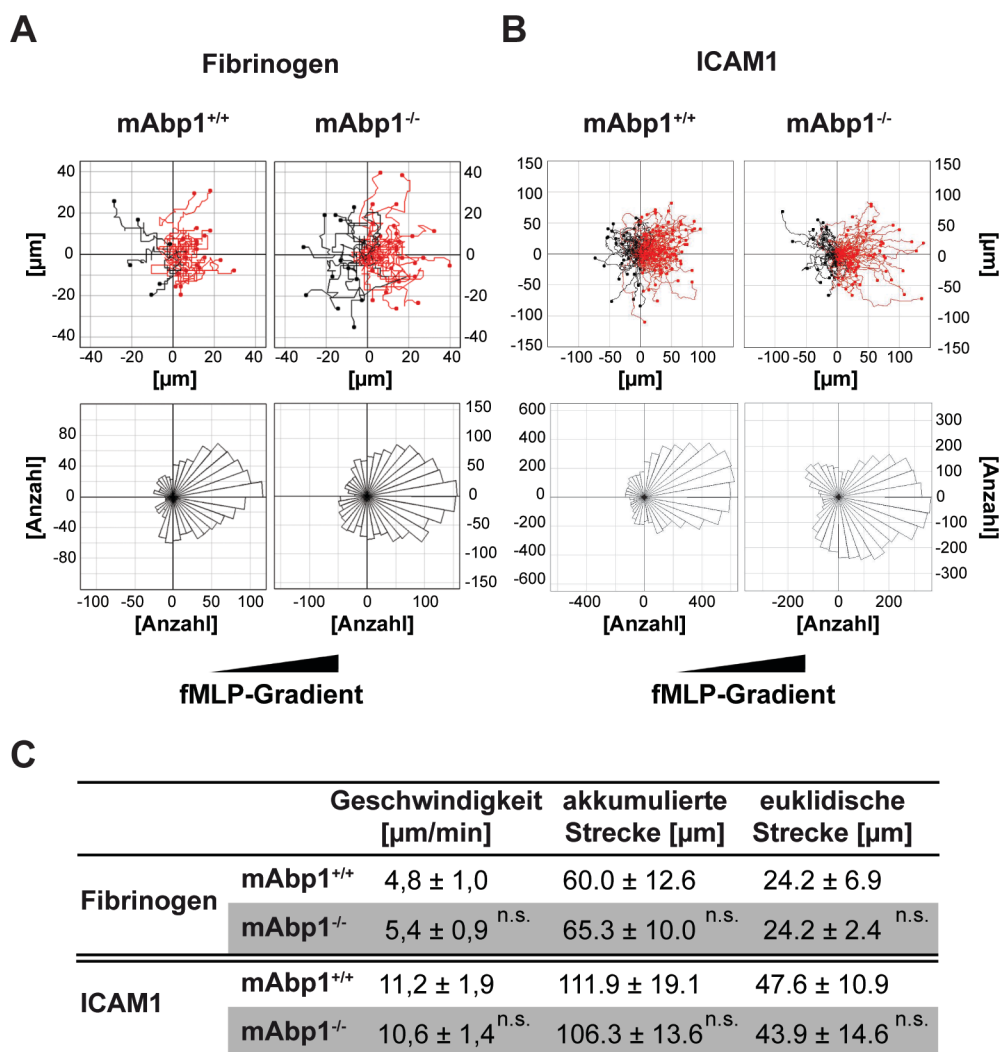 A
B
Fibrinogen
ICAM1
mAbp1+/+
mAbp1-/-
mAbp1+/+
mAbp1-/-
40
20
0
-20
-40
[µm]
-40 -20 0 20 40
[µm]
-40 -20 0 20 40
[µm]
40
20
0
-20
-40
150
100
50
0
-50
-100
-150
-100 -50 0 50 100
[µm]
-100 -50 0 50 100
[µm]
150
100
50
0
-50
-100
-150
[µm]
80
40
0
-40
-80
[Anzahl]
-100 -50 0 50 100
[Anzahl]
-100 0 100
[Anzahl]
150
100
50
0
-50
-100
-150
600
400
200
0
-200
-400
-600
-400 0 400
[Anzahl]
-200 0 200
[Anzahl]
300
200
100
0
-100
-200
-300
[Anzahl]
fMLP-Gradient
fMLP-Gradient
C
Geschwindigkeit akkumulierte euklidische
[µm/min] Strecke [µm] Strecke [µm]
Fibrinogen
mAbp1+/+ 4,8 ± 1,0 60.0 ± 12.6 24.2 ± 6.9
mAbp1-/- 5,4 ± 0,9 n.s. 65.3 ± 10.0 n.s. 24.2 ± 2.4 n.s.
ICAM1
mAbp1+/+ 11,2 ± 1,9 111.9 ± 19.1 47.6 ± 10.9
mAbp1-/- 10,6 ± 1,4 n.s. 106.3 ± 13.6 n.s. 43.9 ± 14.6 n.s.